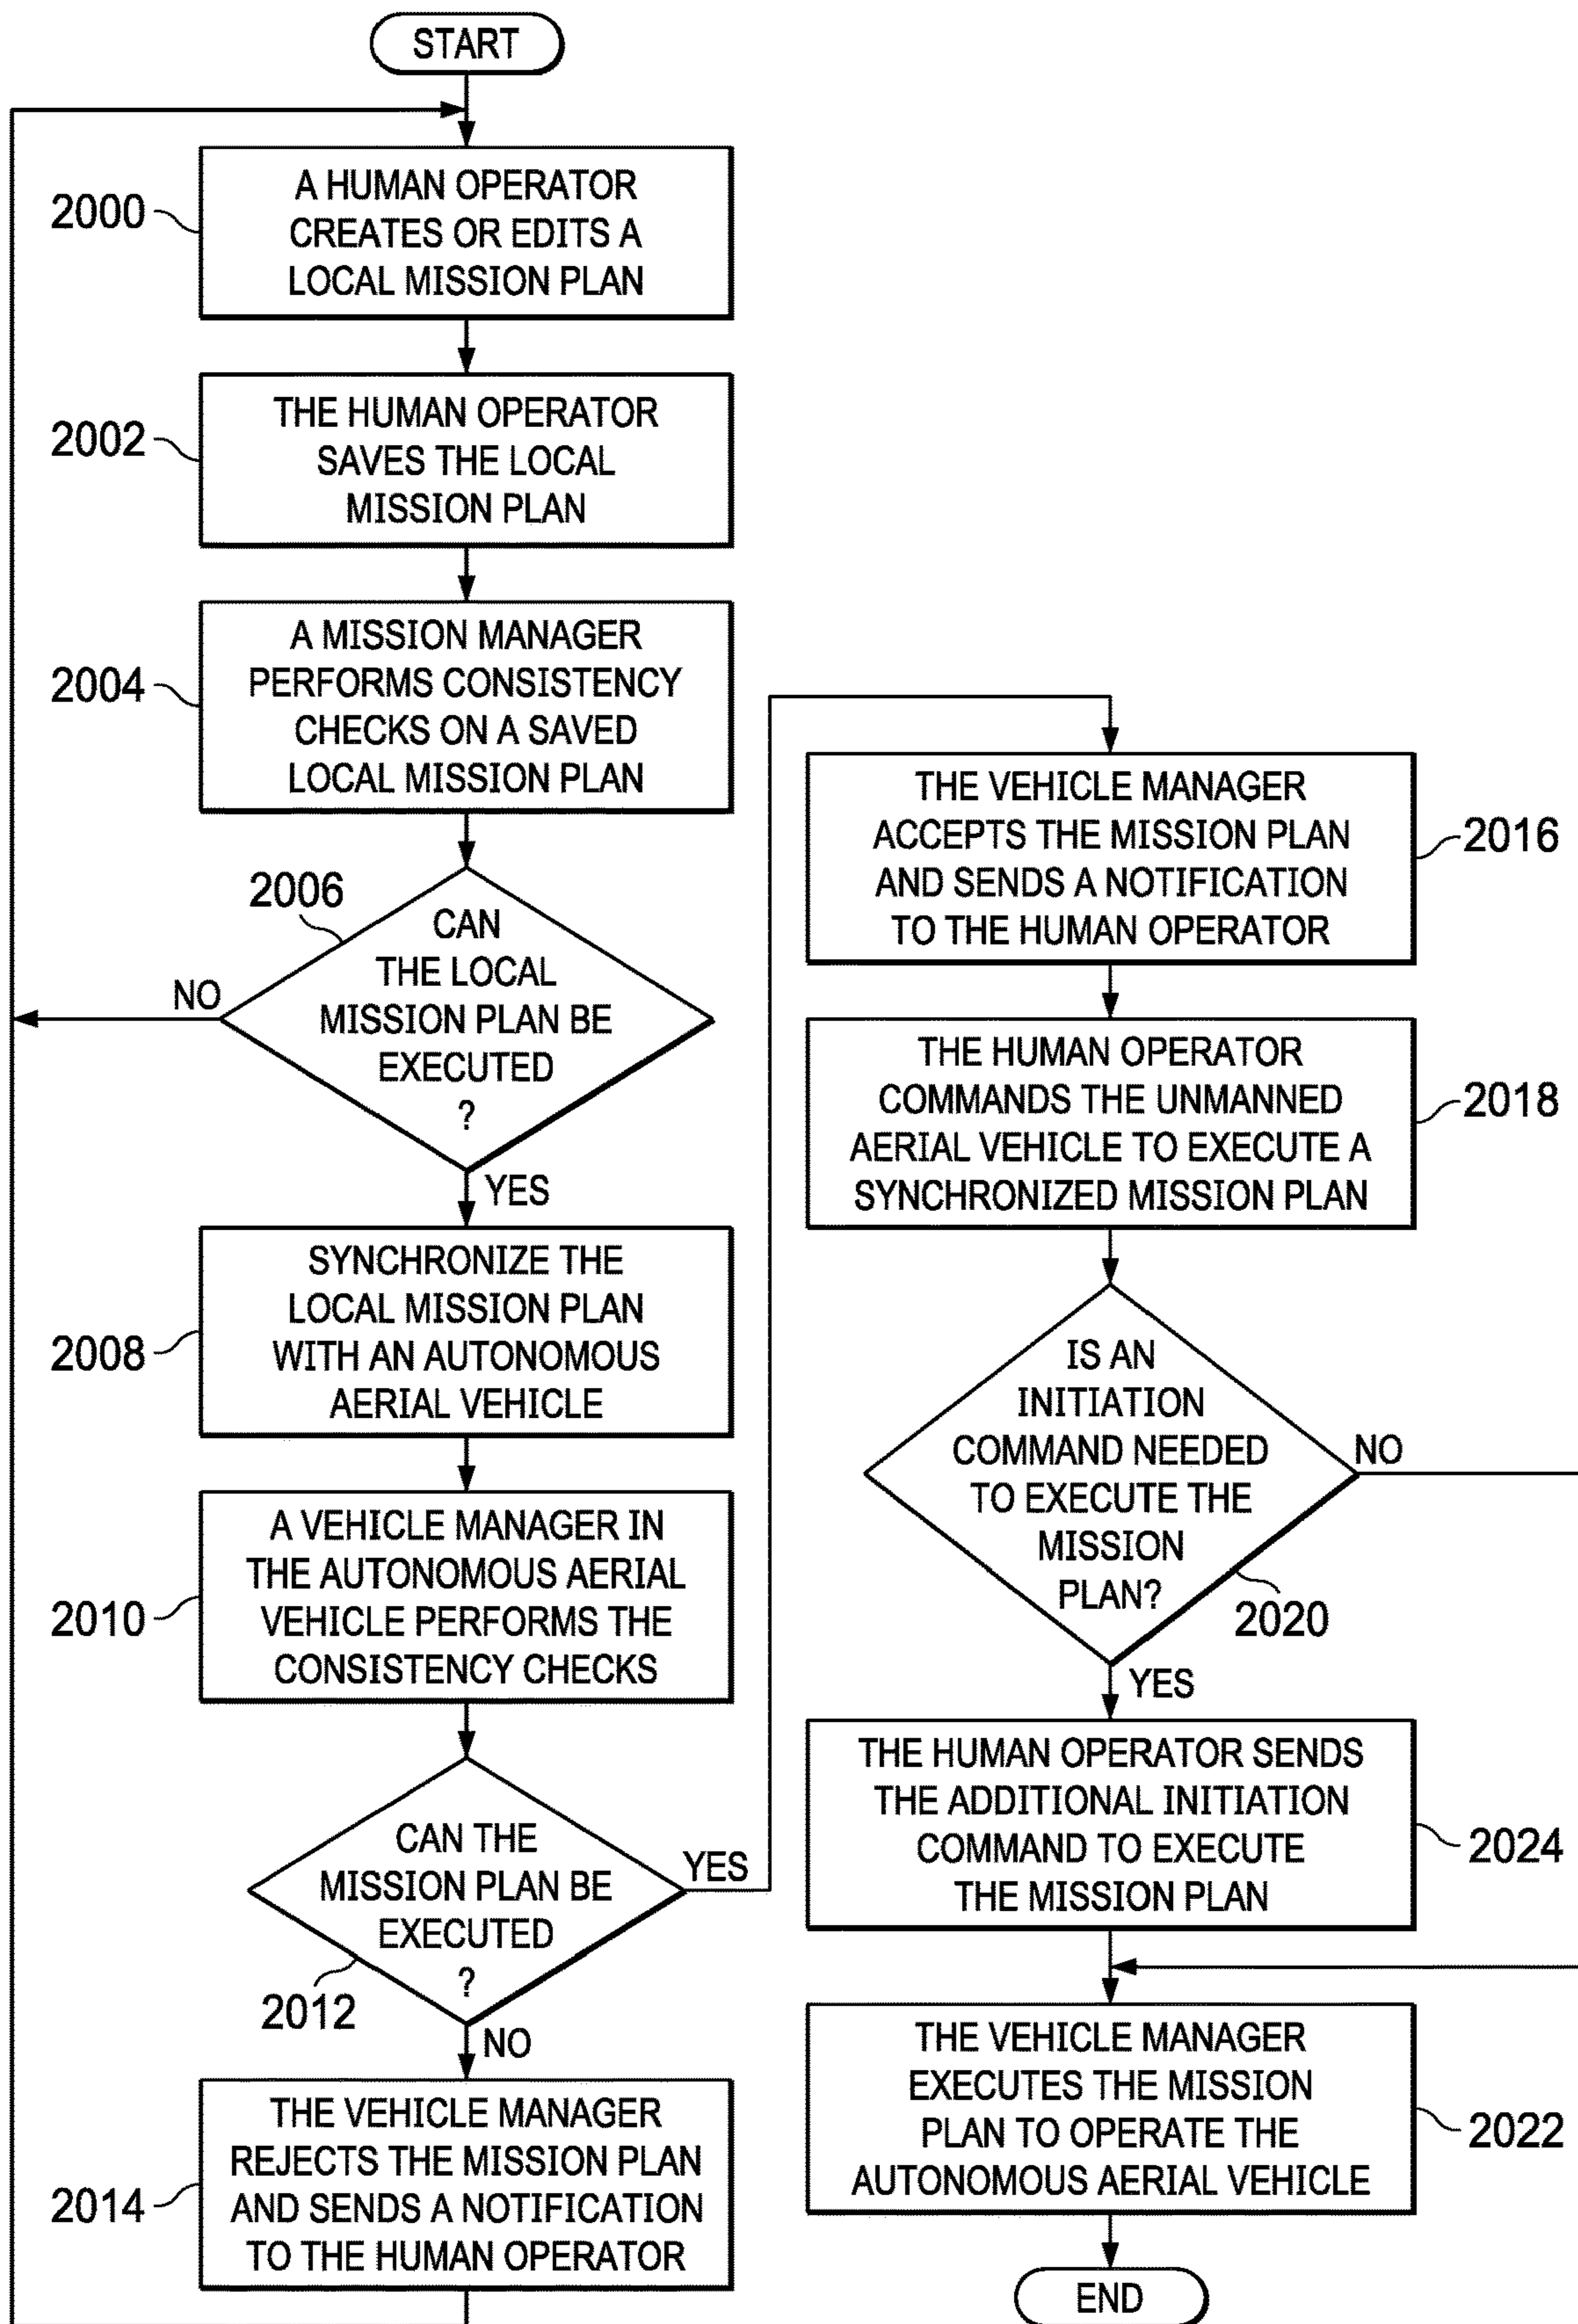 START
2000
A HUMAN OPERATOR
CREATES OR EDITS A
LOCAL MISSION PLAN
2002
THE HUMAN OPERATOR
SAVES THE LOCAL
MISSION PLAN
2004
A MISSION MANAGER
PERFORMS CONSISTENCY
CHECKS ON A SAVED
LOCAL MISSION PLAN
2006
CAN
THE LOCAL
MISSION PLAN BE
EXECUTED
?
NO
YES
2008
SYNCHRONIZE THE
LOCAL MISSION PLAN
WITH AN AUTONOMOUS
AERIAL VEHICLE
2010
A VEHICLE MANAGER IN
THE AUTONOMOUS AERIAL
VEHICLE PERFORMS THE
CONSISTENCY CHECKS
CAN THE
MISSION PLAN BE
EXECUTED
?
YES
2012
NO
2014
THE VEHICLE MANAGER
REJECTS THE MISSION PLAN
AND SENDS A NOTIFICATION
TO THE HUMAN OPERATOR
THE VEHICLE MANAGER
ACCEPTS THE MISSION PLAN
AND SENDS A NOTIFICATION
TO THE HUMAN OPERATOR
2016
THE HUMAN OPERATOR
COMMANDS THE UNMANNED
AERIAL VEHICLE TO EXECUTE A
SYNCHRONIZED MISSION PLAN
2018
IS AN
INITIATION
COMMAND NEEDED
TO EXECUTE THE
MISSION
PLAN?
NO
2020
YES
THE HUMAN OPERATOR SENDS
THE ADDITIONAL INITIATION
COMMAND TO EXECUTE
THE MISSION PLAN
2024
THE VEHICLE MANAGER
EXECUTES THE MISSION
PLAN TO OPERATE THE
AUTONOMOUS AERIAL VEHICLE
2022
END